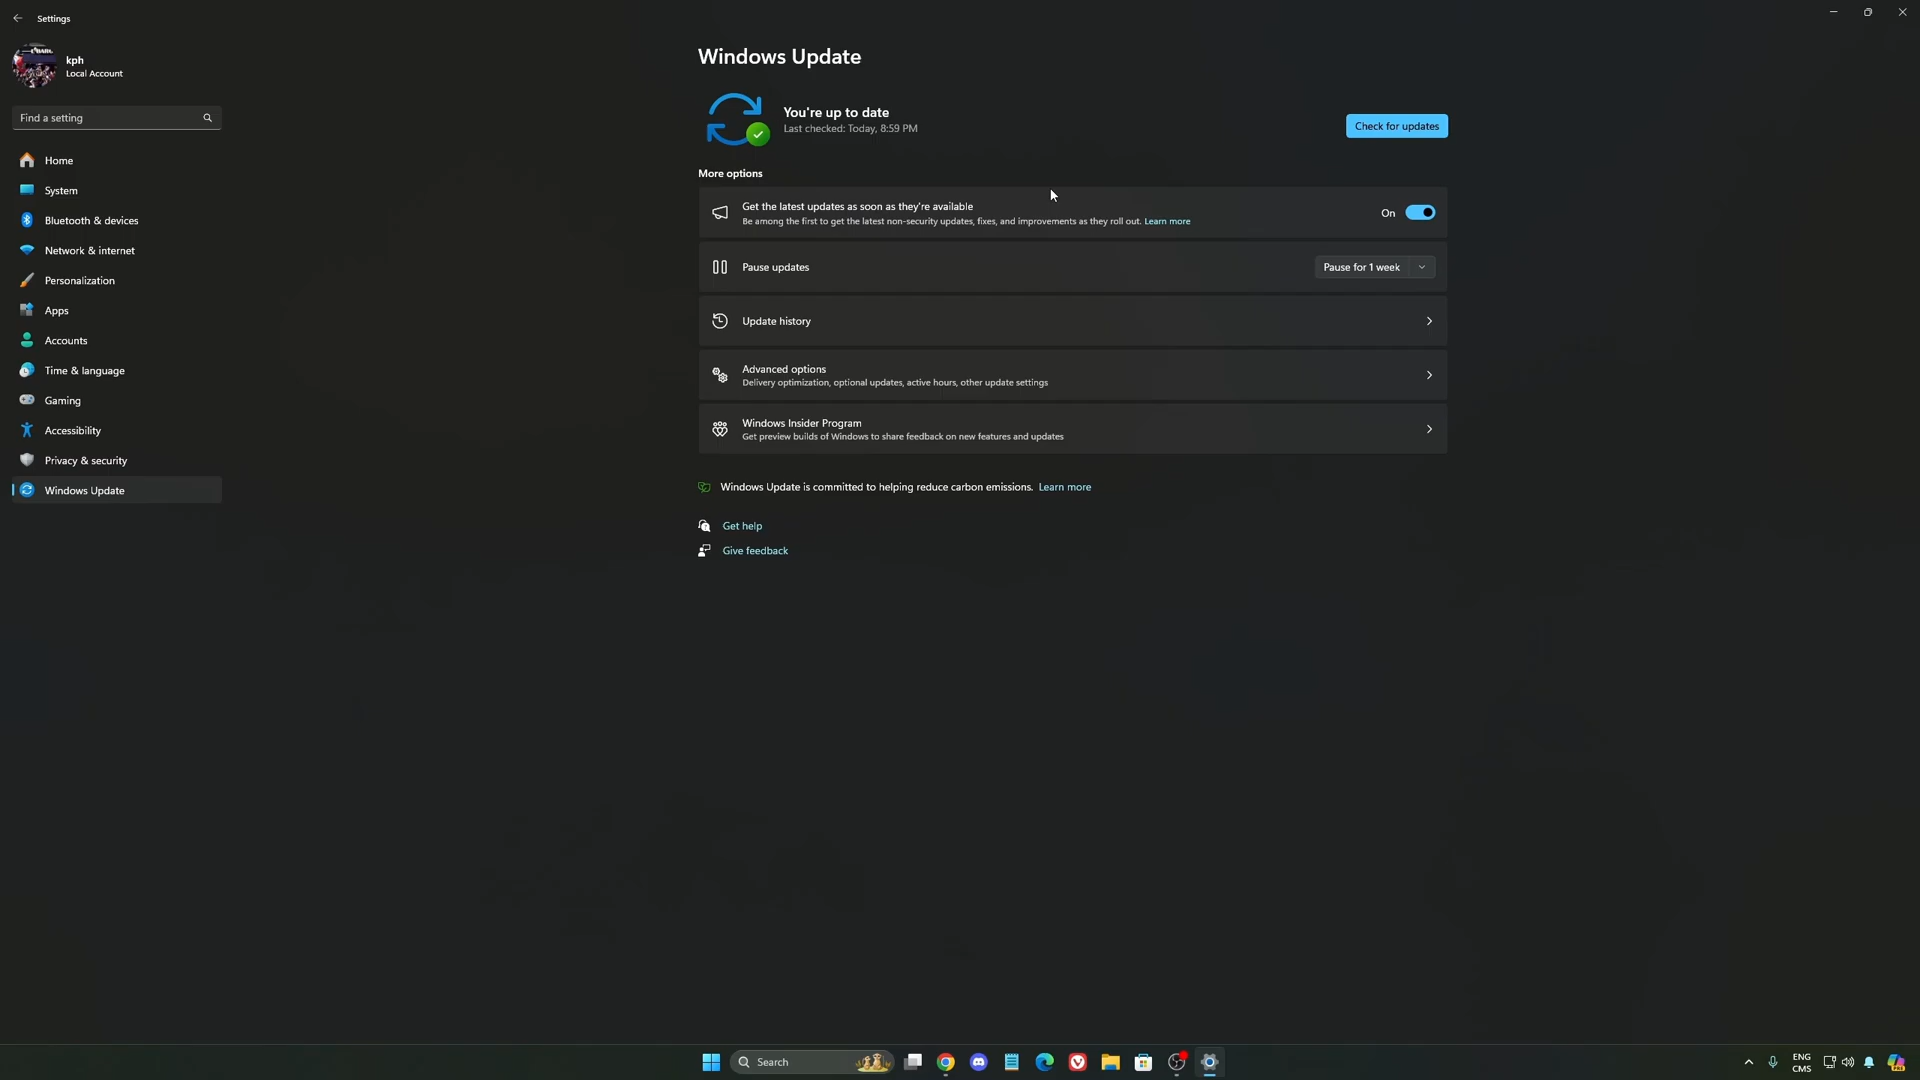 Settings
kph
Local Account
Find a setting
Home
System
Bluetooth & devices
Network & internet
Personalization
Apps
Accounts
Time & language
Gaming
Accessibility
Privacy & security
Windows Update
Windows Update
You're up to date
Last checked: Today, 8:59 PM
Check for updates
More options
Get the latest updates as soon as they're available
Be among the first to get the latest non-security updates, fixes, and improvements as they roll out. Learn more
On
Pause updates
Pause for 1 week
Update history
Advanced options
Delivery optimization, optional updates, active hours, other update settings
Windows Insider Program
Get preview builds of Windows to share feedback on new features and updates
Windows Update is committed to helping reduce carbon emissions. Learn more
Get help
Give feedback
Search
ENG
CMS